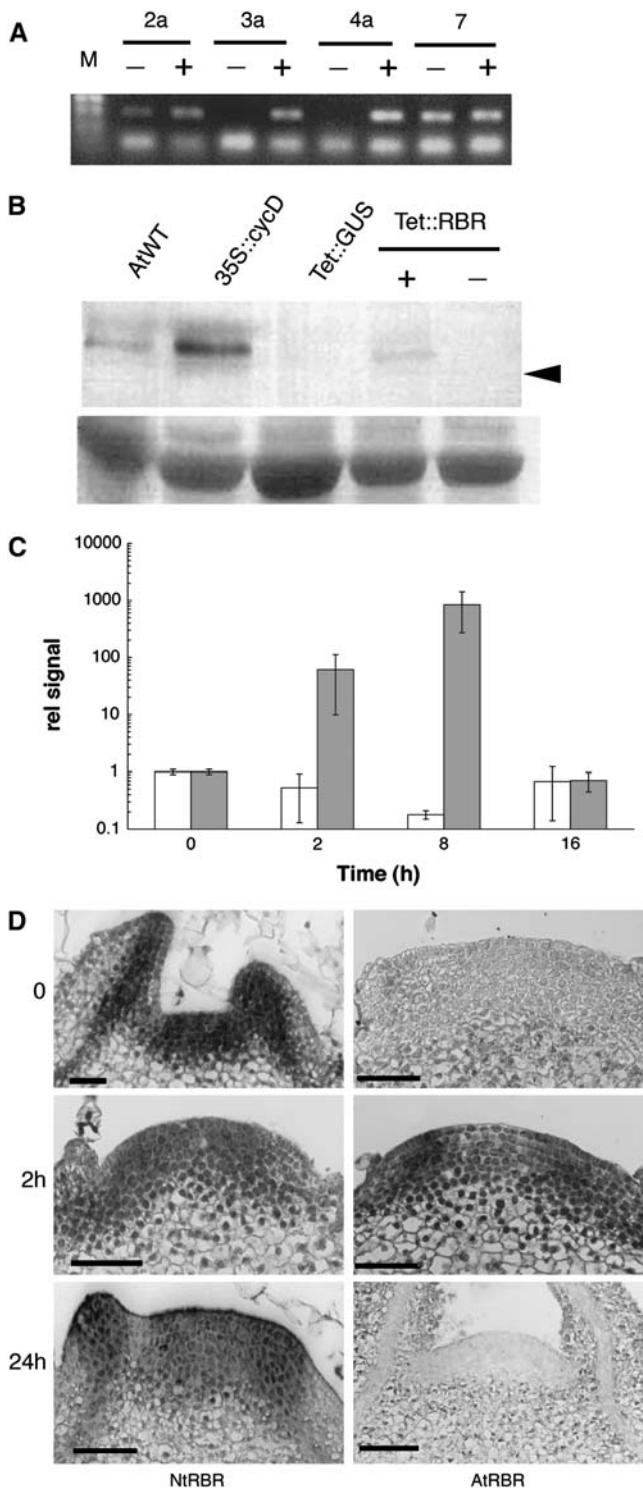 A
2a 3a 4a 7
M − + − + − + − +
B
AtWT 35S::cycD Tet::GUS Tet::RBR
+ −
C
10000
1000
100
10
1
0.1
rel signal
0 2 8 16
Time (h)
D
0
2h
24h
NtRBR AtRBR